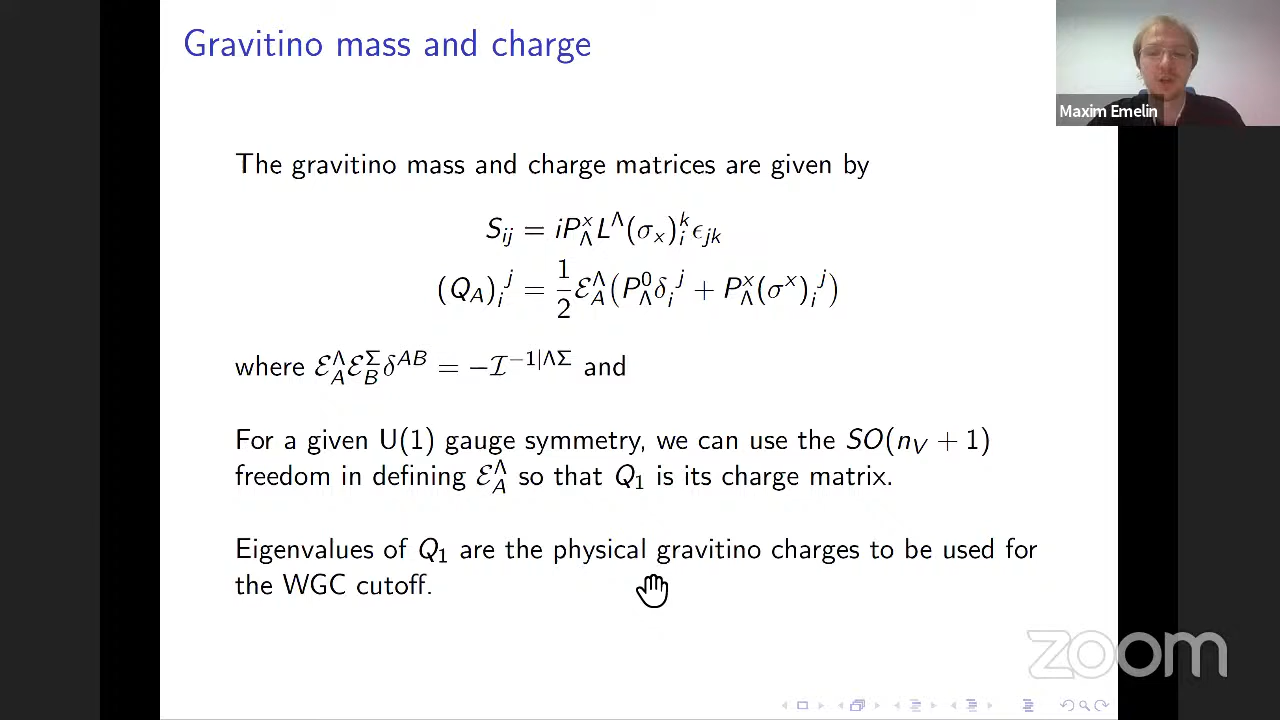 Gravitino mass and charge
Maxim Emelin
The gravitino mass and charge matrices are given by
S_{ij} = iP^x_Λ L^Λ (σ_x)_i^k ϵ_{jk}
(Q_A)_i^j = 1/2 ℰ^Λ_A (P^0_Λ δ_i^j + P^x_Λ (σ^x)_i^j)
where ℰ^Λ_A ℰ^Σ_B δ^{AB} = −ℐ^{−1|ΛΣ} and
For a given U(1) gauge symmetry, we can use the SO(n_V + 1)
freedom in defining ℰ^Λ_A so that Q_1 is its charge matrix.
Eigenvalues of Q_1 are the physical gravitino charges to be used for
the WGC cutoff.
zoom